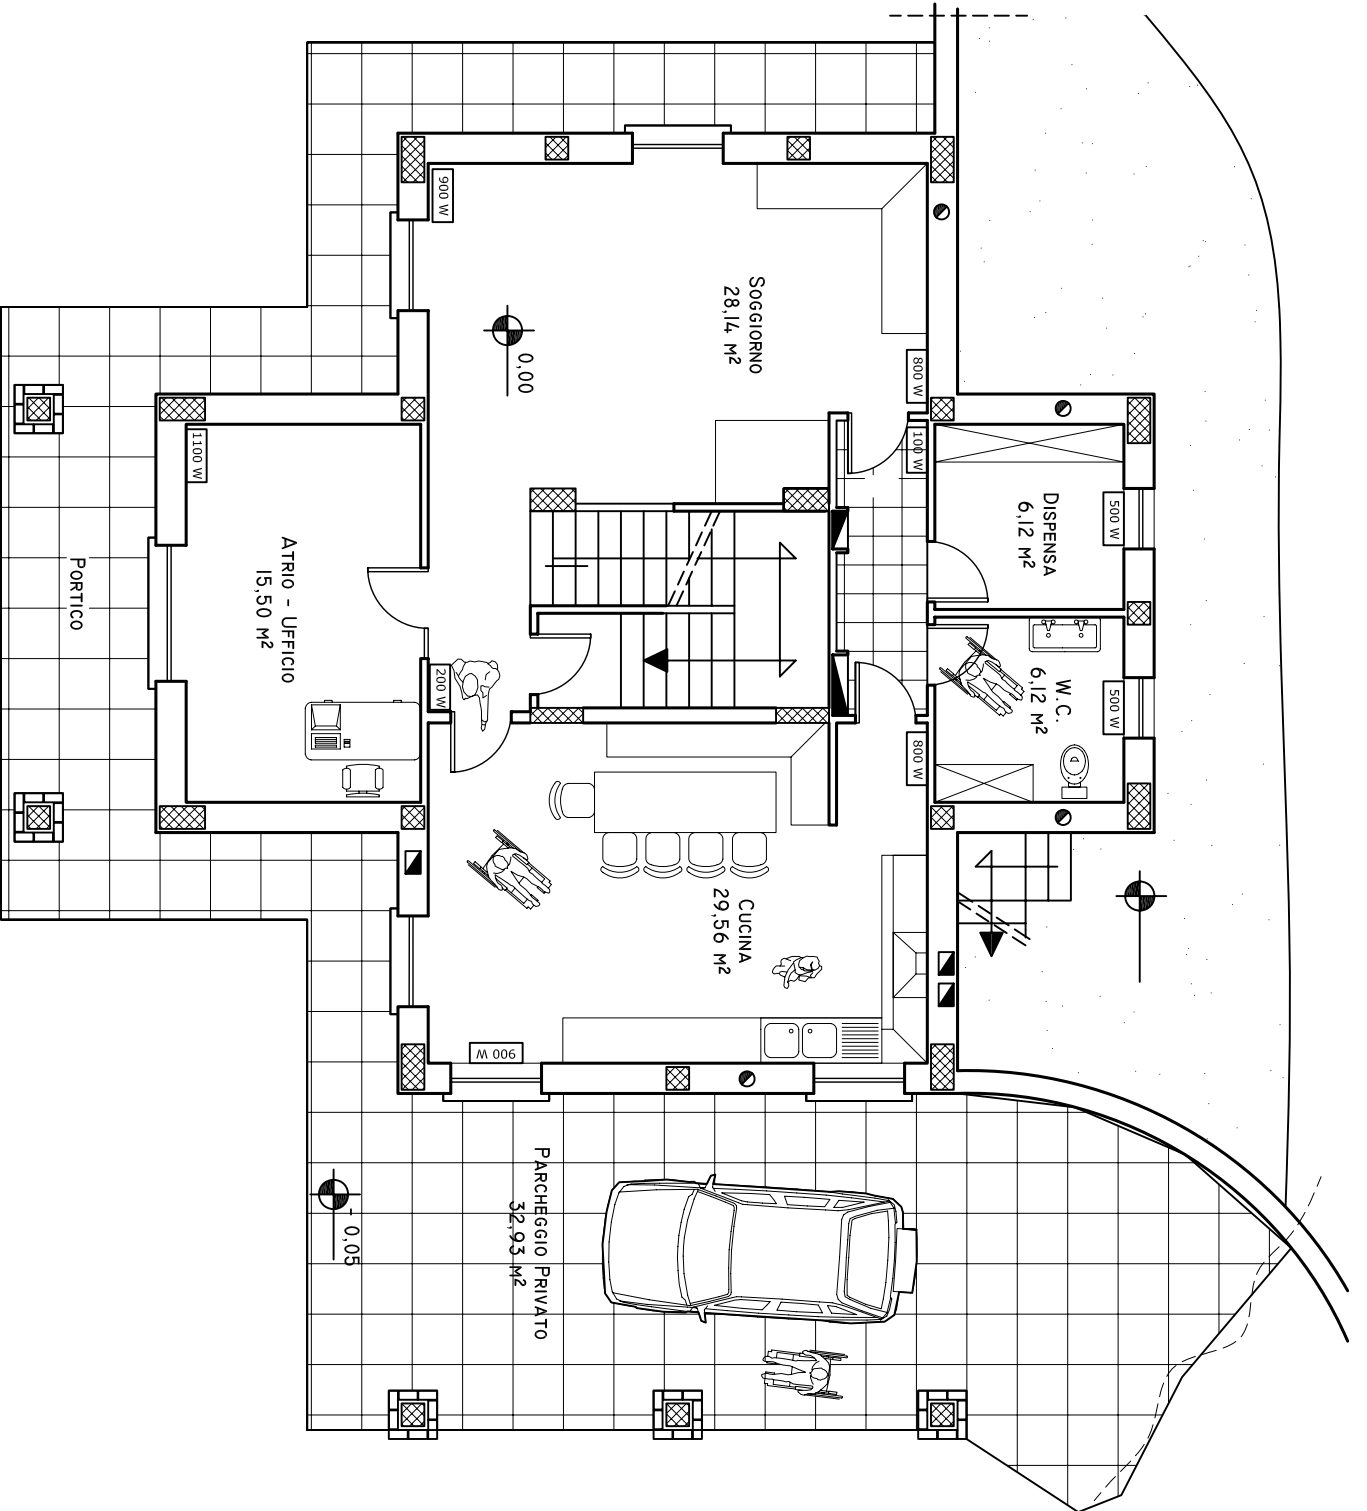 900 W
SOGGIORNO
28,14 M²
0,00
800 W
100 W
1100 W
DISPENSA
6,12 M²
500 W
ATRIO - UFFICIO
15,50 M²
PORTICO
200 W
W.C.
6,12 M²
500 W
800 W
CUCINA
29,56 M²
900 W
PARCHEGGIO PRIVATO
32,93 M²
- 0,05